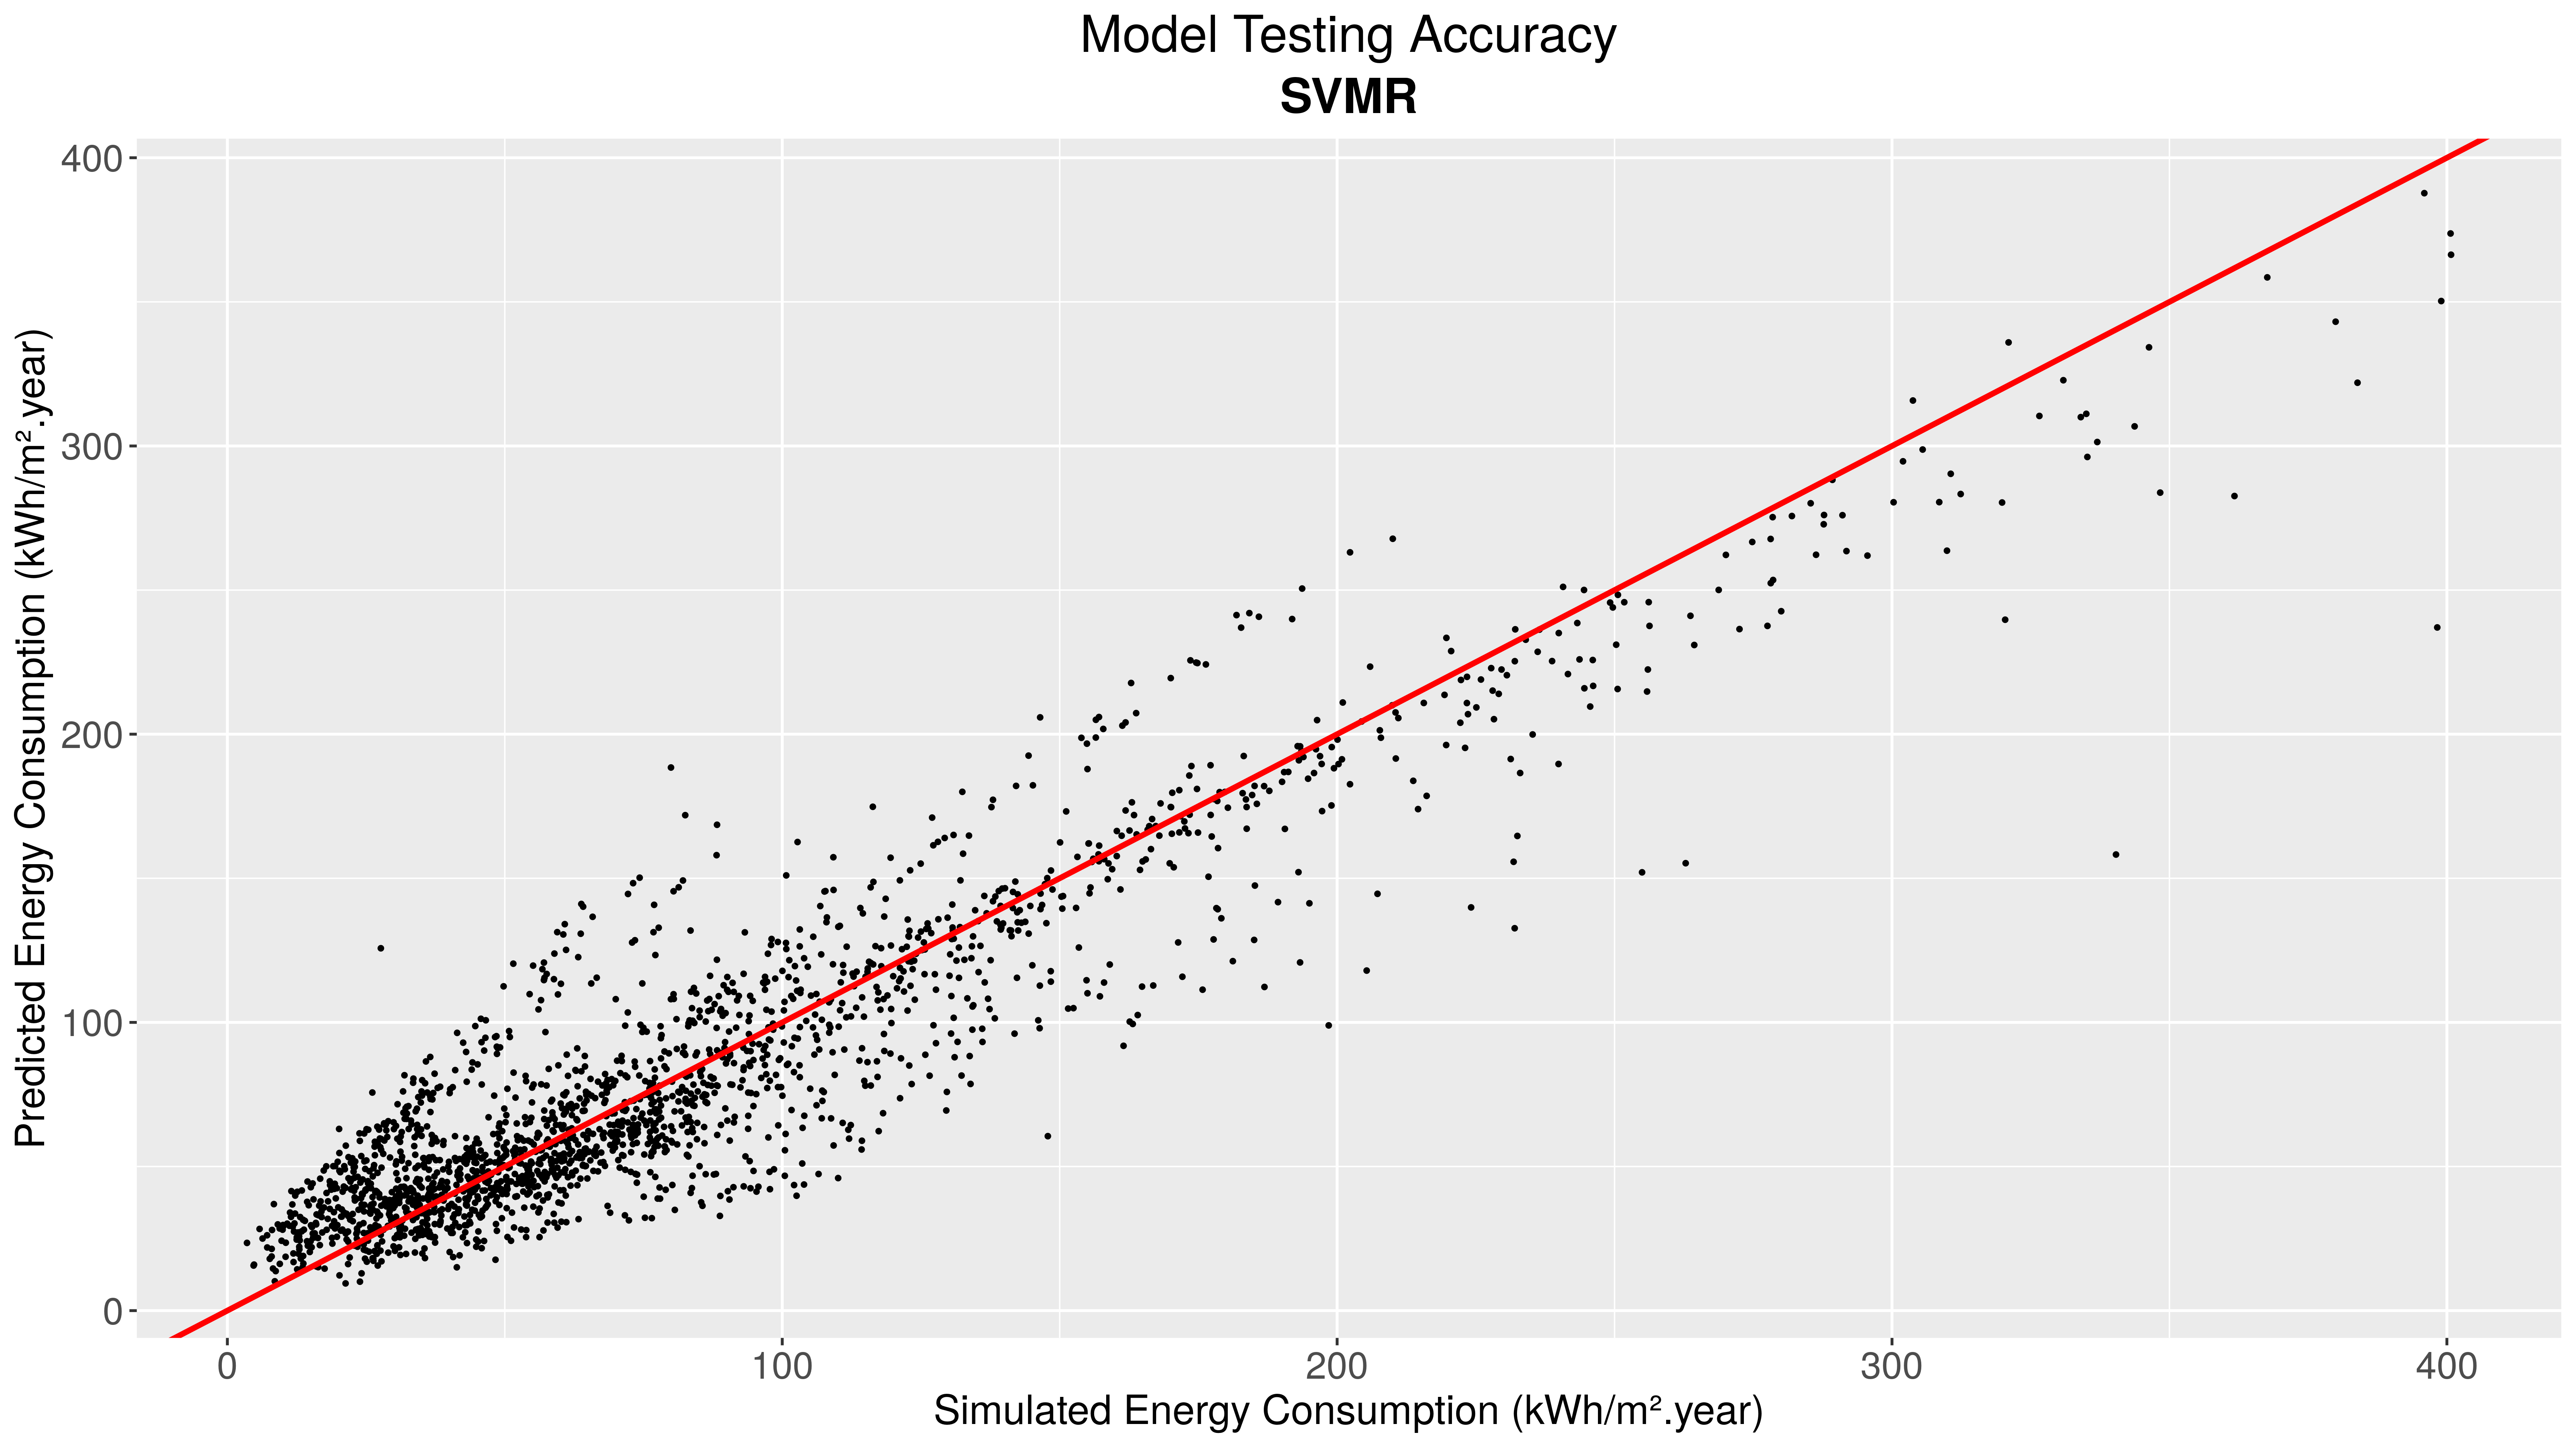 Model Testing Accuracy
SVMR
Predicted Energy Consumption (kWh/m².year)
400
300
200
100
0
0 100 200 300 400
Simulated Energy Consumption (kWh/m².year)